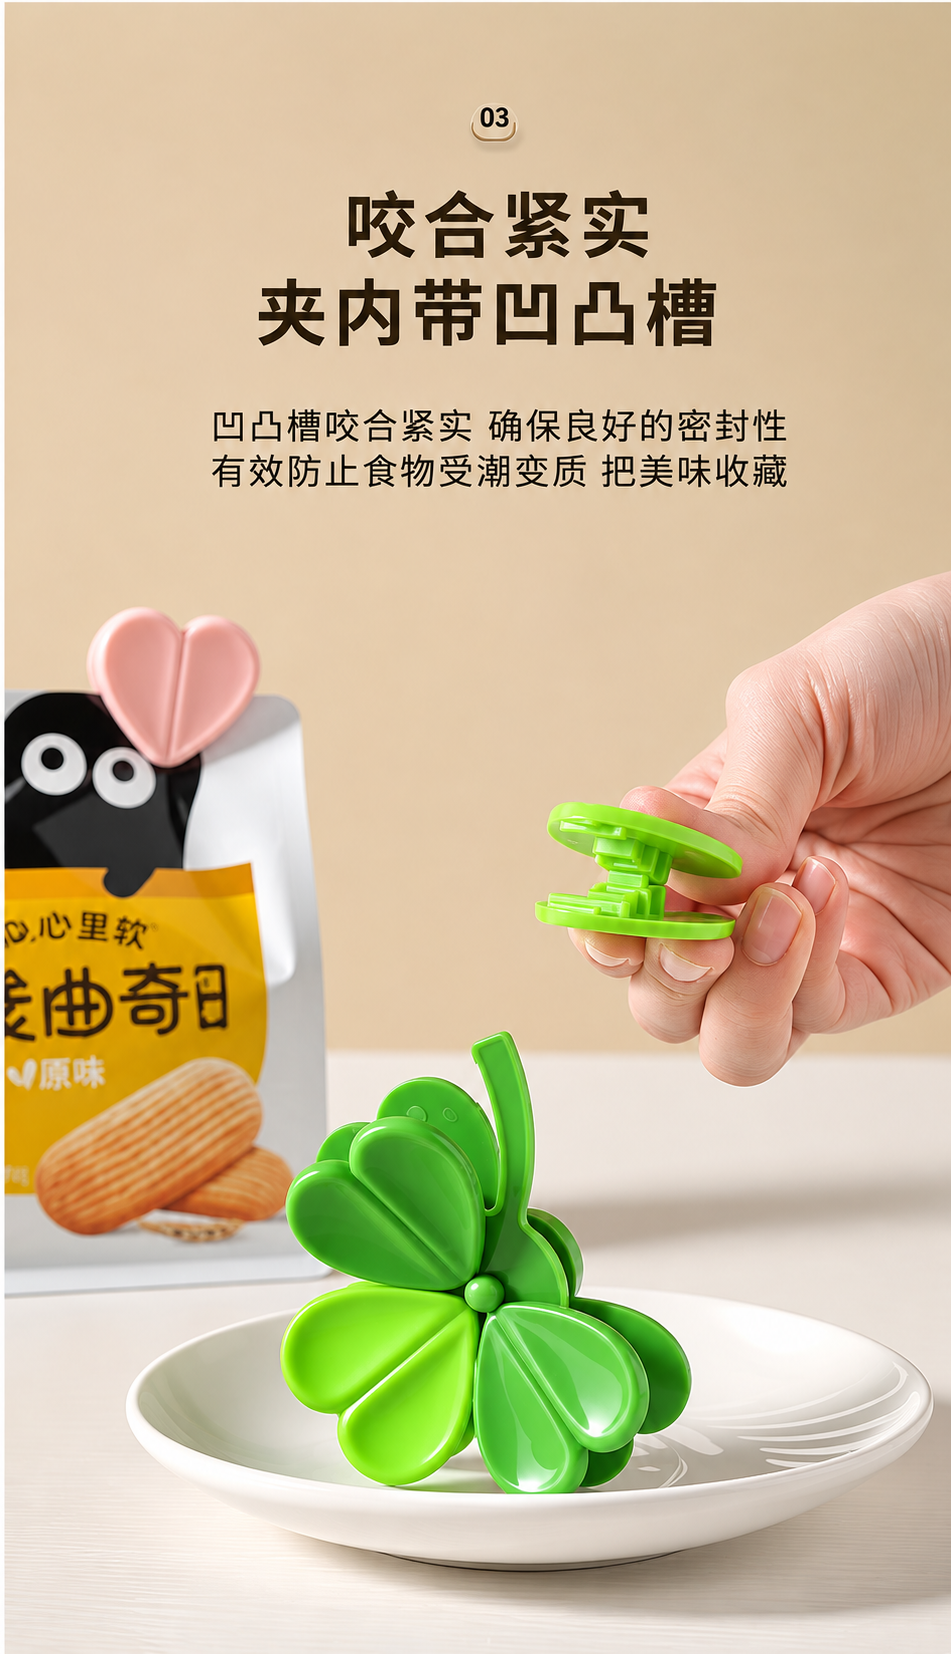 03
咬合紧实
夹内带凹凸槽
凹凸槽咬合紧实 确保良好的密封性
有效防止食物受潮变质 把美味收藏
心里软
曲奇
原味